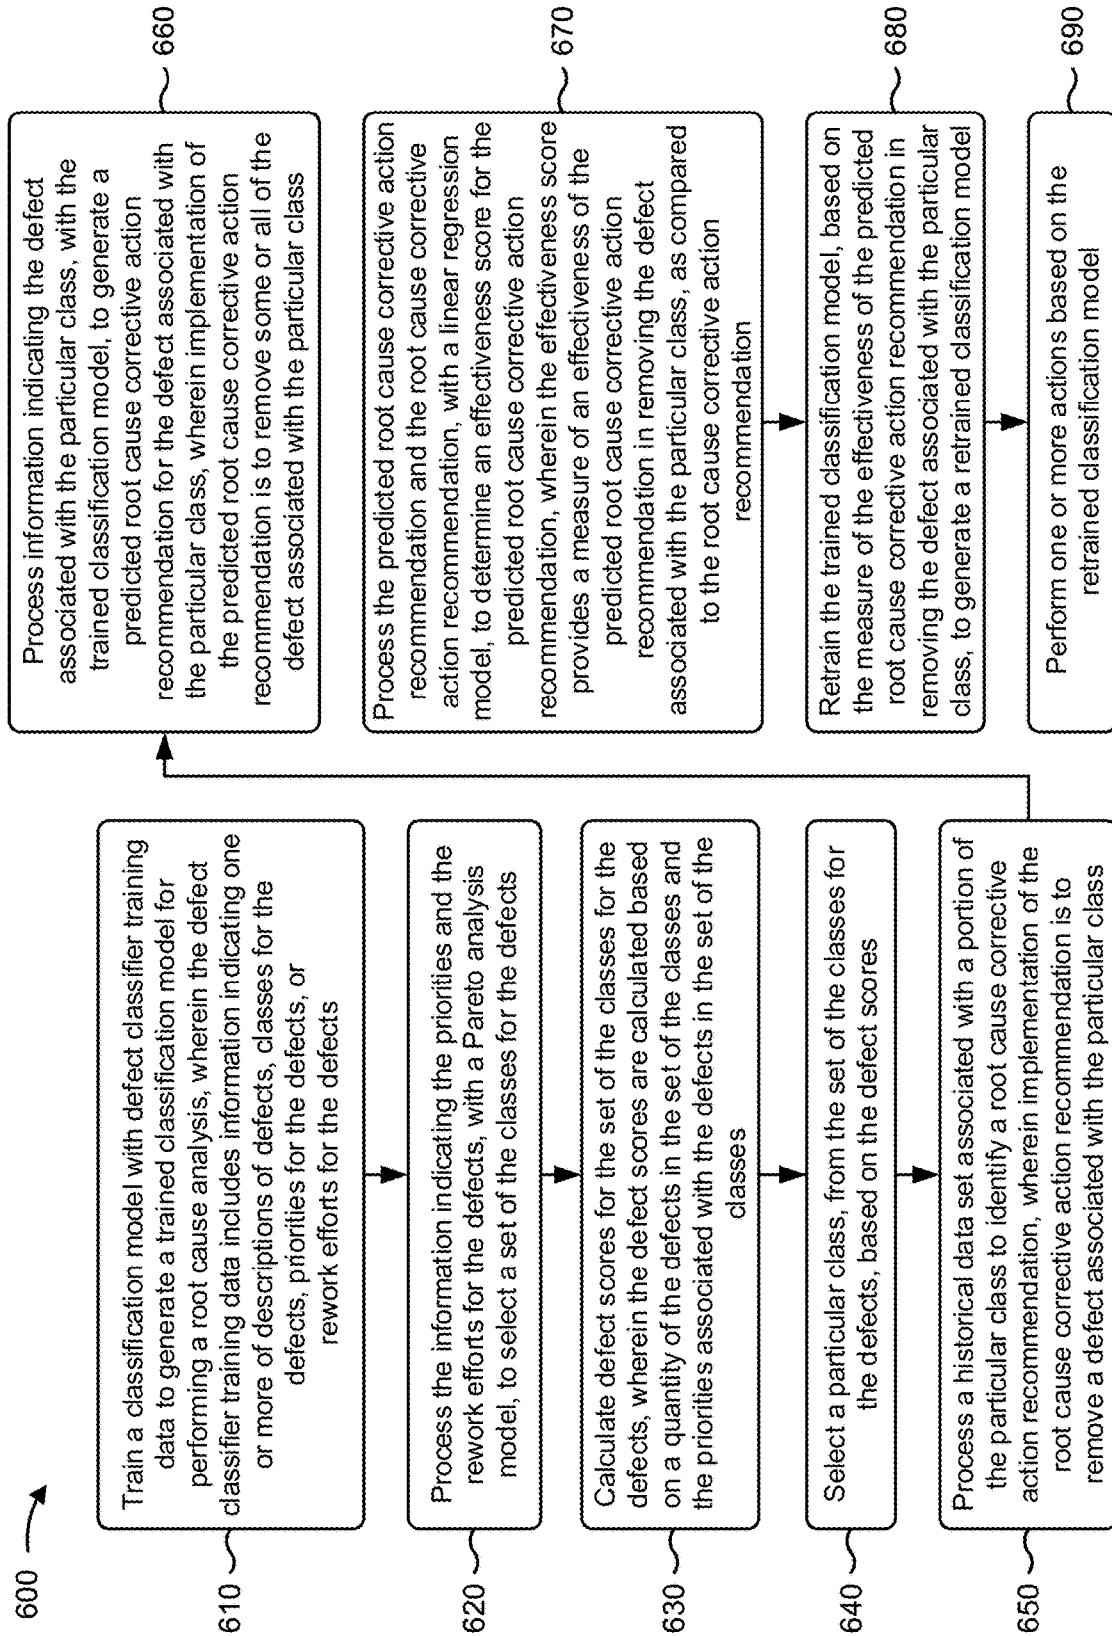 600
610
Train a classification model with defect classifier training
data to generate a trained classification model for
performing a root cause analysis, wherein the defect
classifier training data includes information indicating one
or more of descriptions of defects, classes for the
defects, priorities for the defects, or
rework efforts for the defects
620
Process the information indicating the priorities and the
rework efforts for the defects, with a Pareto analysis
model, to select a set of the classes for the defects
630
Calculate defect scores for the set of the classes for the
defects, wherein the defect scores are calculated based
on a quantity of the defects in the set of the classes and
the priorities associated with the defects in the set of the
classes
640
Select a particular class, from the set of the classes for
the defects, based on the defect scores
650
Process a historical data set associated with a portion of
the particular class to identify a root cause corrective
action recommendation, wherein implementation of the
root cause corrective action recommendation is to
remove a defect associated with the particular class
660
Process information indicating the defect
associated with the particular class, with the
trained classification model, to generate a
predicted root cause corrective action
recommendation for the defect associated with
the particular class, wherein implementation of
the predicted root cause corrective action
recommendation is to remove some or all of the
defect associated with the particular class
670
Process the predicted root cause corrective action
recommendation and the root cause corrective
action recommendation, with a linear regression
model, to determine an effectiveness score for the
predicted root cause corrective action
recommendation, wherein the effectiveness score
provides a measure of an effectiveness of the
predicted root cause corrective action
recommendation in removing the defect
associated with the particular class, as compared
to the root cause corrective action
recommendation
680
Retrain the trained classification model, based on
the measure of the effectiveness of the predicted
root cause corrective action recommendation in
removing the defect associated with the particular
class, to generate a retrained classification model
690
Perform one or more actions based on the
retrained classification model